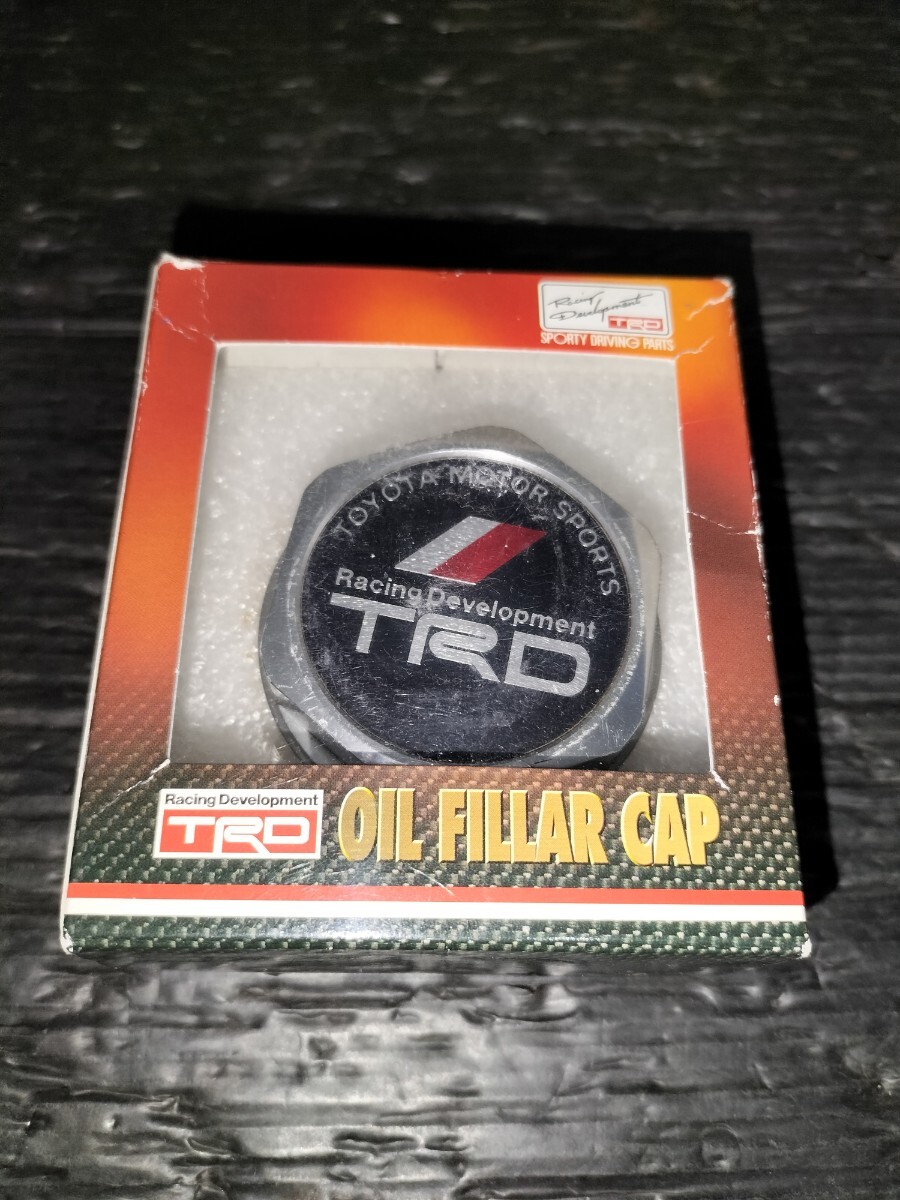 Racing
Development
TRD
SPORTY DRIVING PARTS
TOYOTA MOTOR SPORTS
Racing Development
TRD
Racing Development
TRD
OIL FILLAR CAP